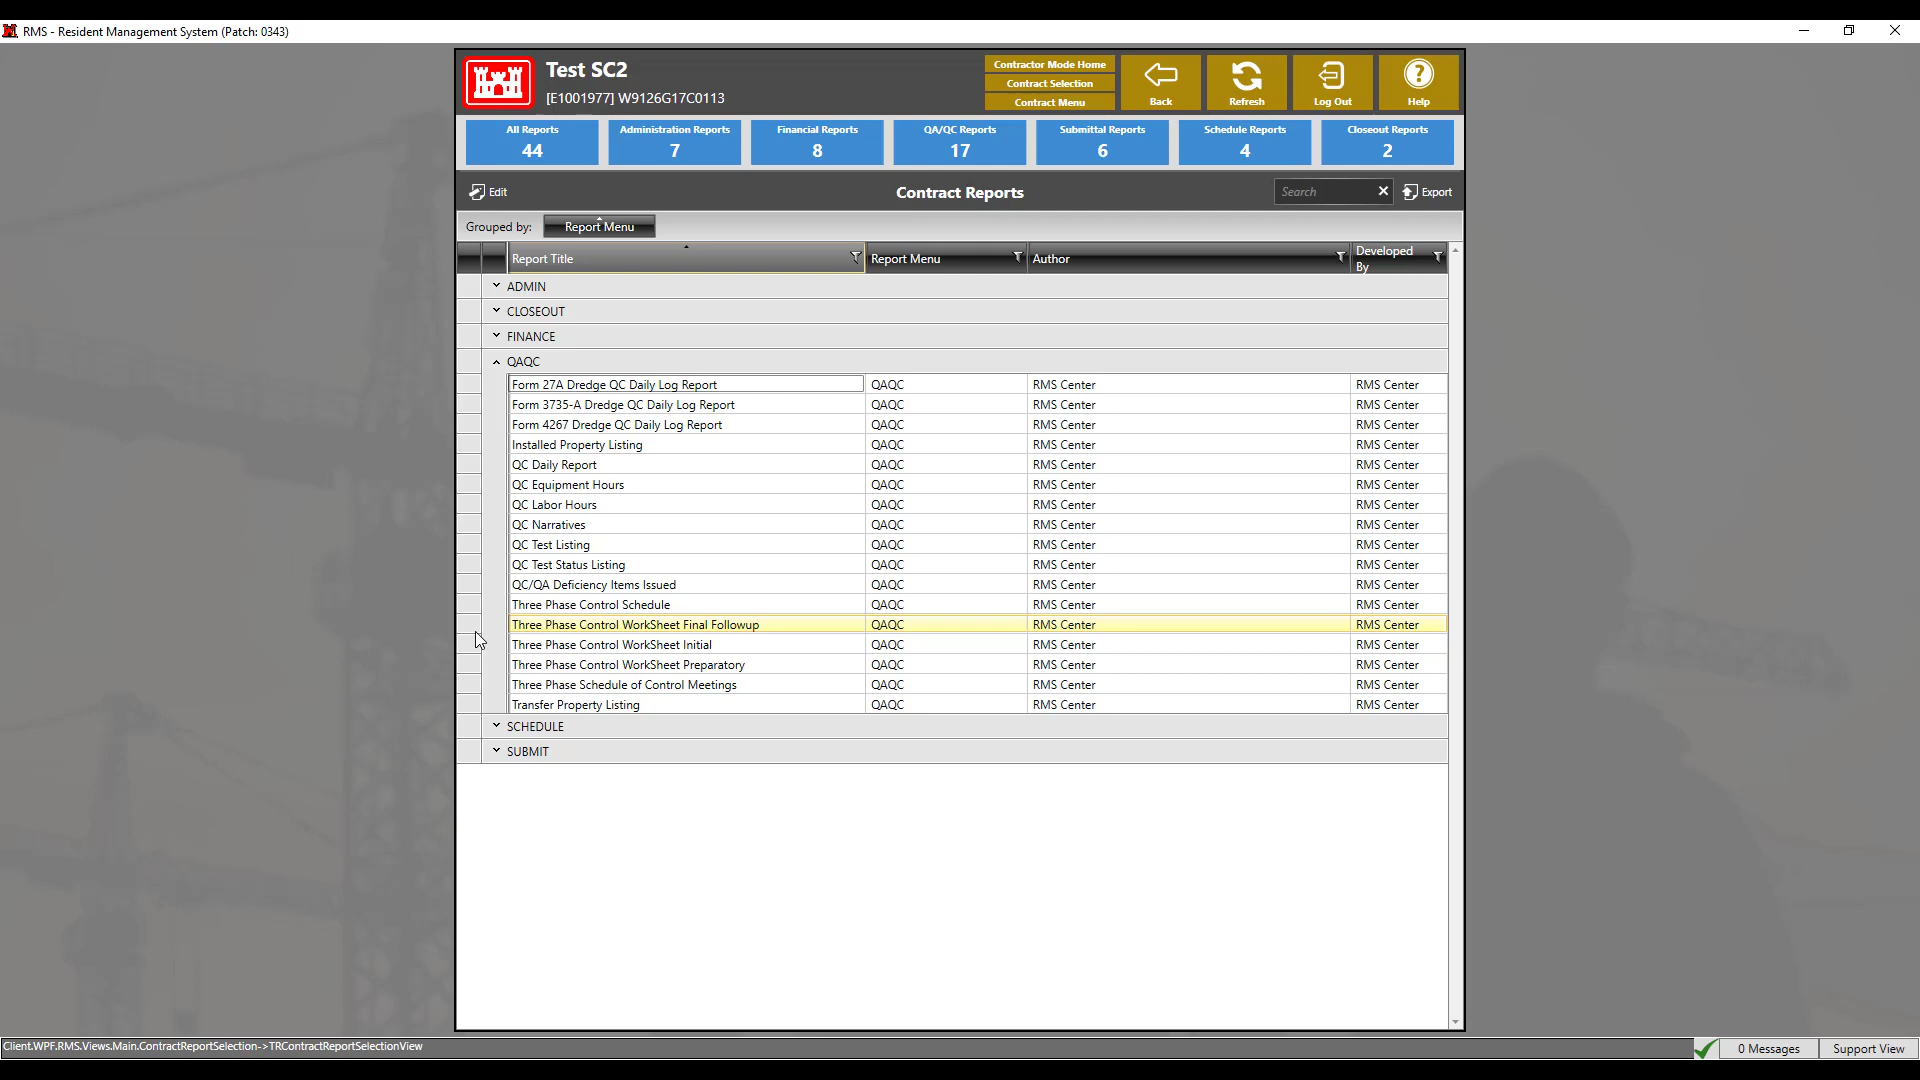 RMS - Resident Management System (Patch: 0343)
Test SC2
[E1001977] W9126G17C0113
Contractor Mode Home
Contract Selection
Contract Menu
Back
Refresh
Log Out
Help
All Reports
44
Administration Reports
7
Financial Reports
8
QA/QC Reports
17
Submittal Reports
6
Schedule Reports
4
Closeout Reports
2
Edit
Contract Reports
Search
Export
Grouped by: Report Menu
Report Title Report Menu Author Developed By
ADMIN
CLOSEOUT
FINANCE
QAQC
Form 27A Dredge QC Daily Log Report QAQC RMS Center RMS Center
Form 3735-A Dredge QC Daily Log Report QAQC RMS Center RMS Center
Form 4267 Dredge QC Daily Log Report QAQC RMS Center RMS Center
Installed Property Listing QAQC RMS Center RMS Center
QC Daily Report QAQC RMS Center RMS Center
QC Equipment Hours QAQC RMS Center RMS Center
QC Labor Hours QAQC RMS Center RMS Center
QC Narratives QAQC RMS Center RMS Center
QC Test Listing QAQC RMS Center RMS Center
QC Test Status Listing QAQC RMS Center RMS Center
QC/QA Deficiency Items Issued QAQC RMS Center RMS Center
Three Phase Control Schedule QAQC RMS Center RMS Center
Three Phase Control WorkSheet Final Followup QAQC RMS Center RMS Center
Three Phase Control WorkSheet Initial QAQC RMS Center RMS Center
Three Phase Control WorkSheet Preparatory QAQC RMS Center RMS Center
Three Phase Schedule of Control Meetings QAQC RMS Center RMS Center
Transfer Property Listing QAQC RMS Center RMS Center
SCHEDULE
SUBMIT
Client.WPF.RMS.Views.Main.ContractReportSelection->TRContractReportSelectionView
0 Messages
Support View